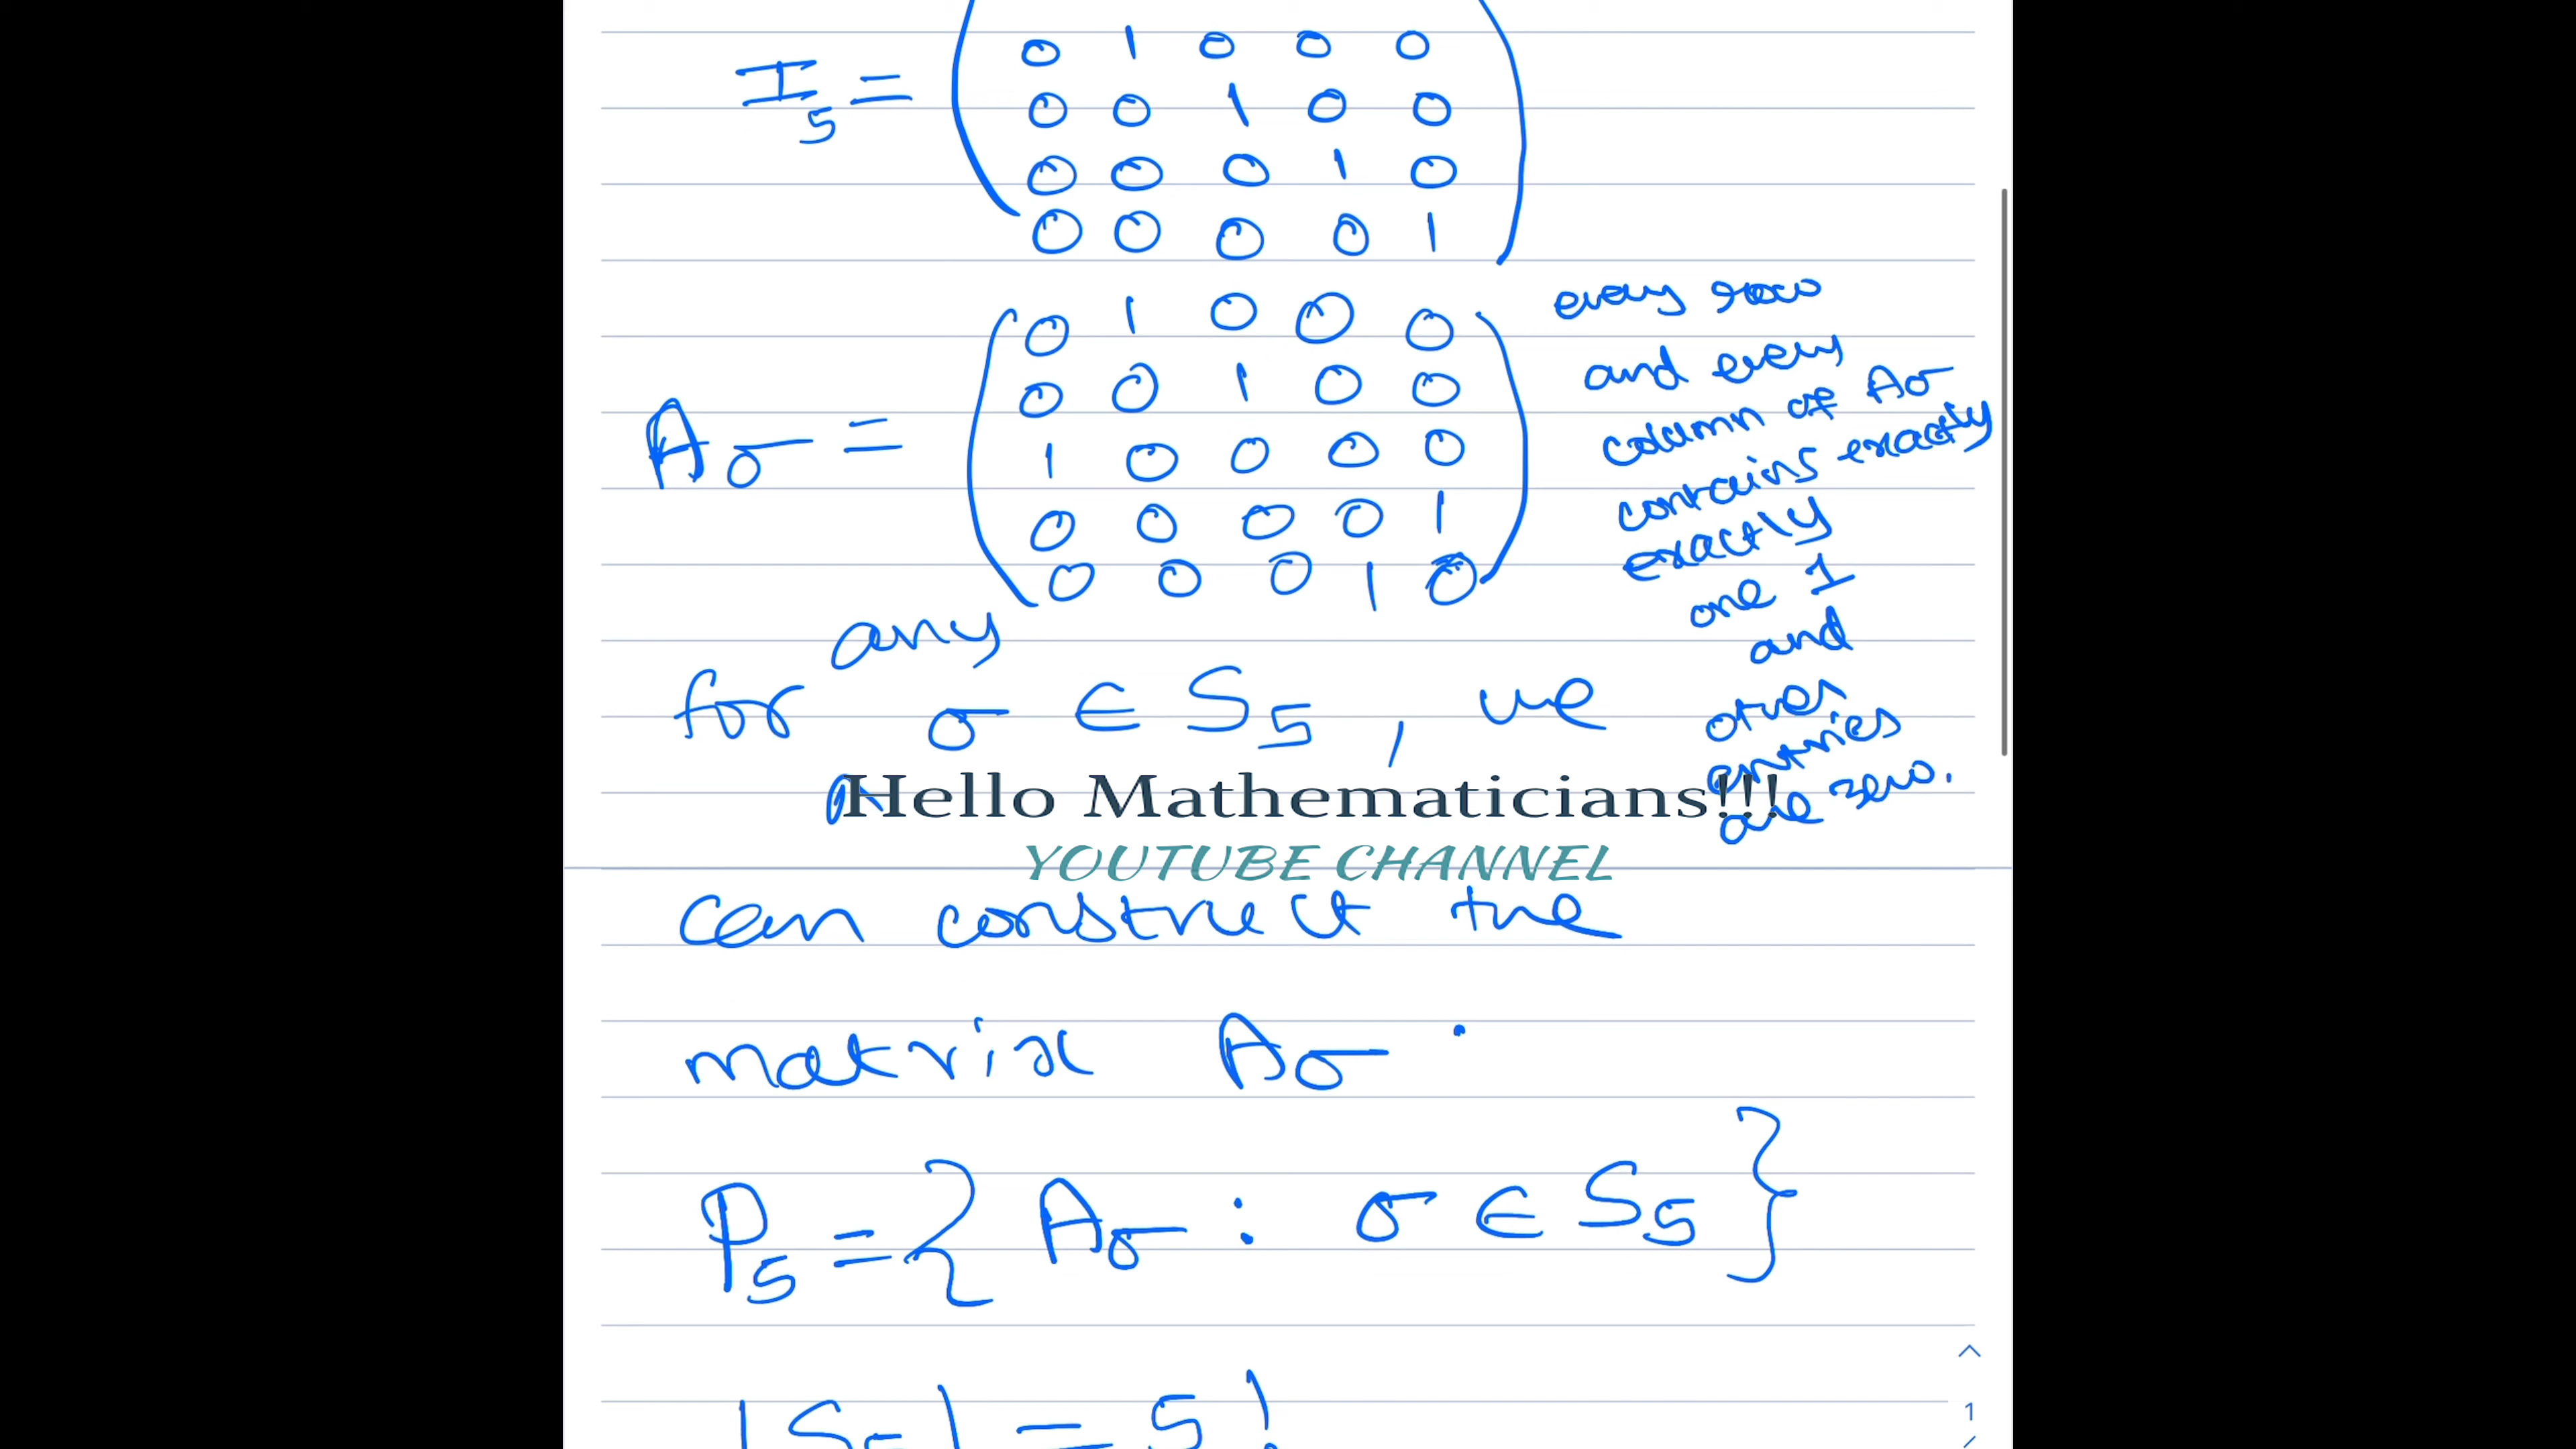 0 1 0 0 0
I5 =
0 0 1 0 0
0 0 0 1 0
0 0 0 0 1
0 1 0 0 0
0 0 1 0 0
Aσ =
1 0 0 0 0
0 0 0 0 1
0 0 0 1 0
every row
and every
column of Aσ
contains exactly
exactly
one 1
and
other
entries
are zero.
any
for σ ∈ S5, we
^
Hello Mathematicians!!!
YOUTUBE CHANNEL
can construct the
matrix Aσ.
P5 = { Aσ : σ ∈ S5 }
|S5| = 5!
1